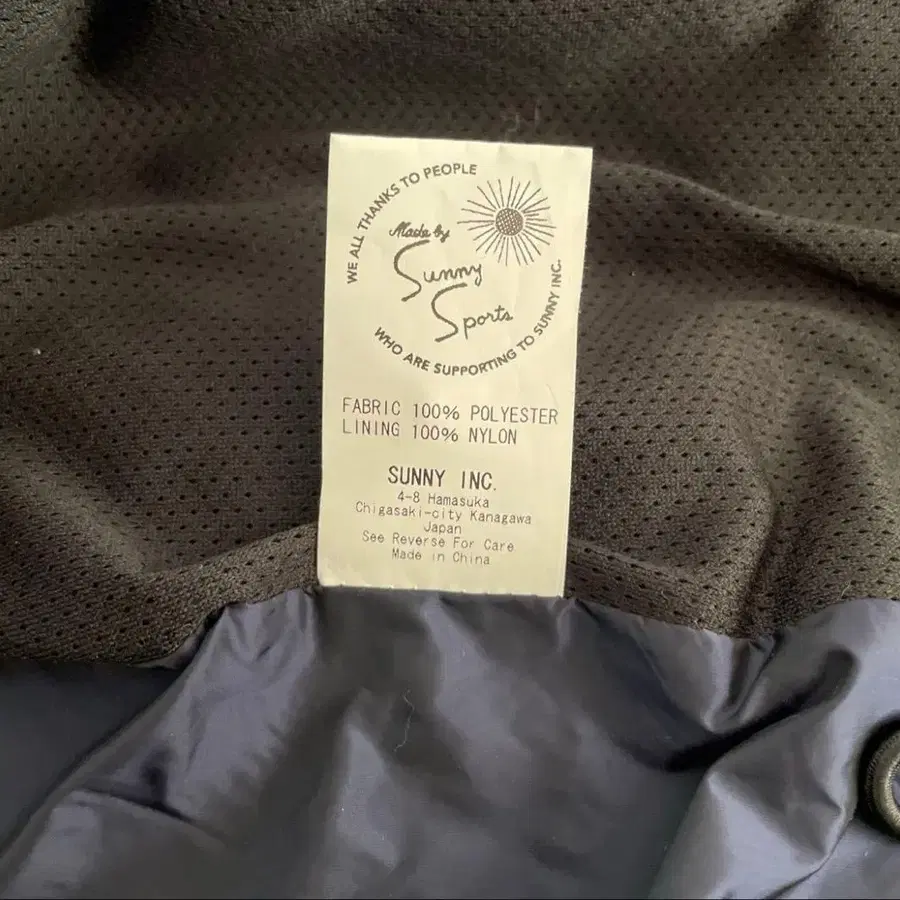 WE ALL THANKS TO PEOPLE
Made by
Sunny
Sports
WHO ARE SUPPORTING TO SUNNY INC.
FABRIC 100% POLYESTER
LINING 100% NYLON
SUNNY INC.
4-8 Hamasuka
Chigasaki-city Kanagawa
Japan
See Reverse For Care
Made in China